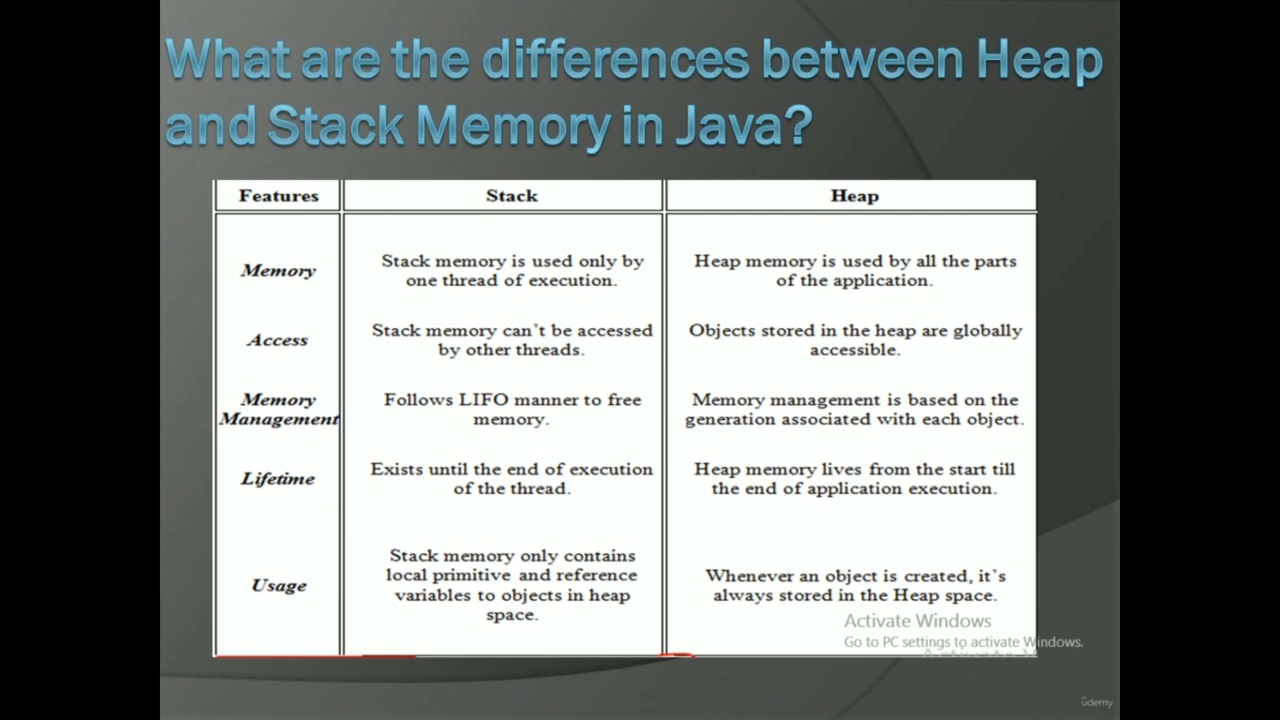 What are the differences between Heap
and Stack Memory in Java?
Features
Stack
Heap
Memory
Stack memory is used only by
one thread of execution.
Heap memory is used by all the parts
of the application.
Access
Stack memory can't be accessed
by other threads.
Objects stored in the heap are globally
accessible.
Memory
Management
Follows LIFO manner to free
memory.
Memory management is based on the
generation associated with each object.
Lifetime
Exists until the end of execution
of the thread.
Heap memory lives from the start till
the end of application execution.
Usage
Stack memory only contains
local primitive and reference
variables to objects in heap
space.
Whenever an object is created, it's
always stored in the Heap space.
Activate Windows
Go to PC settings to activate Windows.
ûdemy